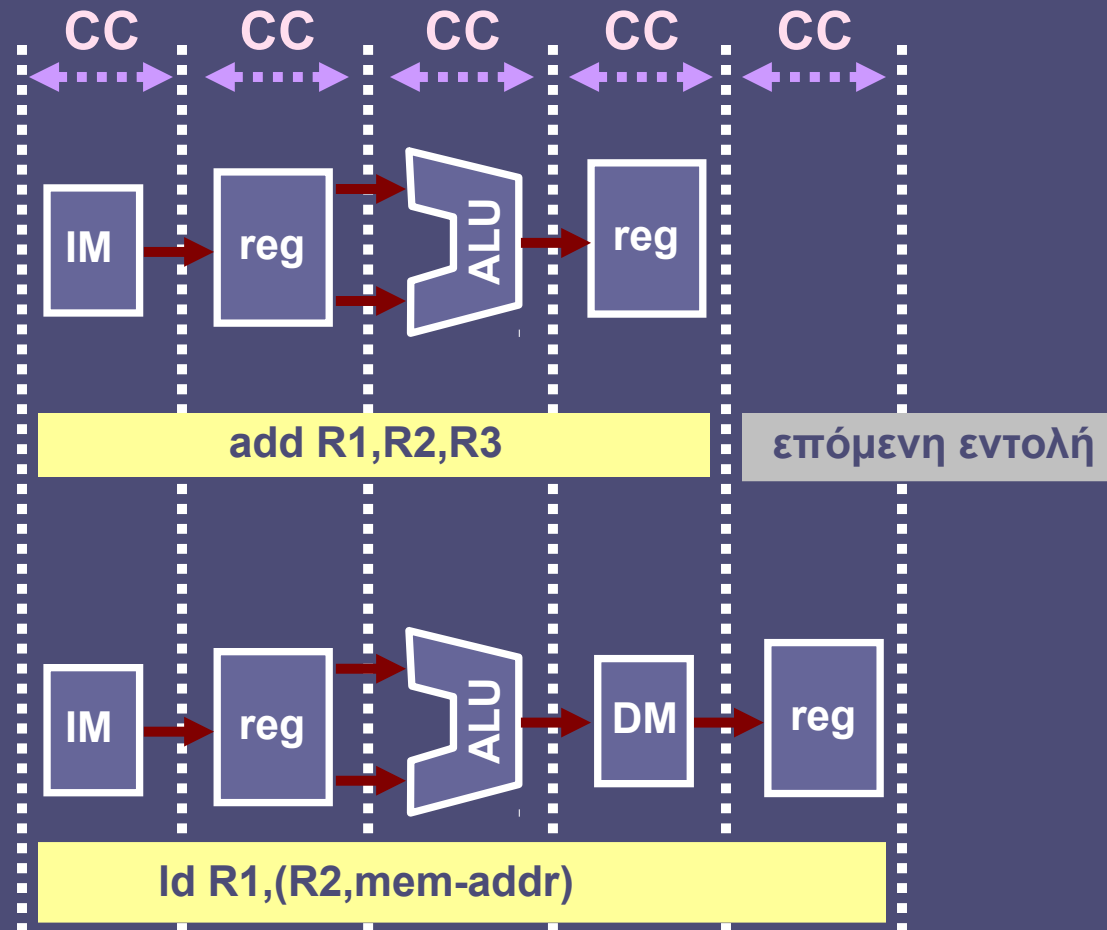 CC CC CC CC CC
IM reg ALU reg
add R1,R2,R3 επόμενη εντολή
IM reg ALU DM reg
ld R1,(R2,mem-addr)